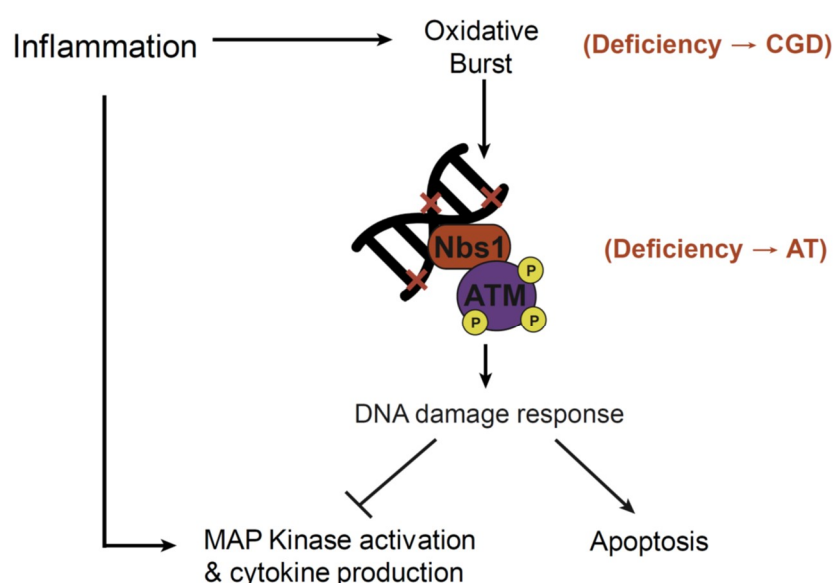 Inflammation
Oxidative
Burst
(Deficiency → CGD)
Nbs1
(Deficiency → AT)
P
ATM
P
P
DNA damage response
MAP Kinase activation
& cytokine production
Apoptosis